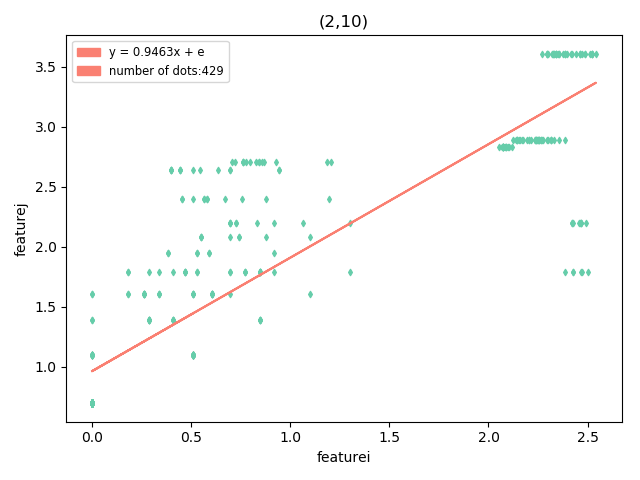 (2,10)
y = 0.9463x + e
number of dots:429
3.5
3.0
2.5
2.0
1.5
1.0
featurej
0.0 0.5 1.0 1.5 2.0 2.5
featurei